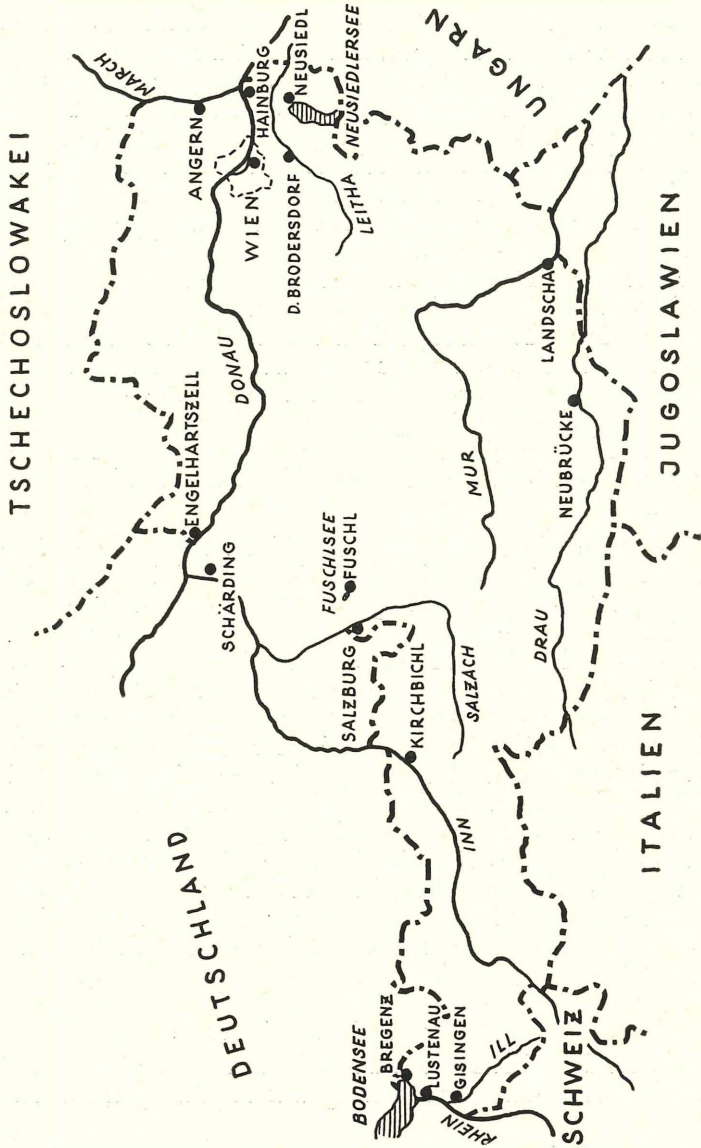 TSCHECHOSLOWAKEI
DEUTSCHLAND
UNGARN
MARCH
ANGERN
HAINBURG
WIEN
NEUSIEDL
NEUSIEDLERSEE
D. BRODERSDORF
LEITHA
DONAU
ENGELHARTSZELL
SCHÄRDING
FUSCHLSEE
FUSCHL
SALZBURG
KIRCHBICHL
SALZACH
INN
BODENSEE
BREGENZ
LUSTENAU
GISINGEN
ILL
RHEIN
MUR
LANDSCHA
NEUBRÜCKE
DRAU
SCHWEIZ
ITALIEN
JUGOSLAWIEN